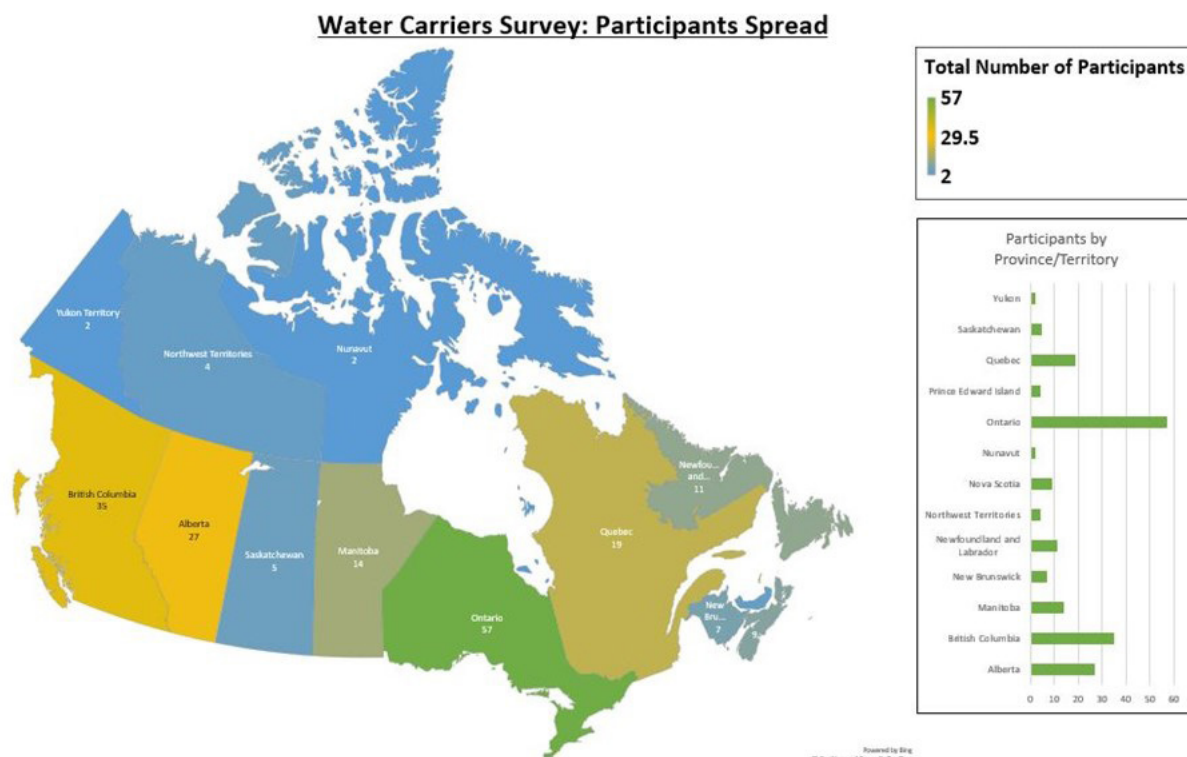 Water Carriers Survey: Participants Spread
Total Number of Participants
57
29.5
2
Yukon Territory
2
Northwest Territories
4
Nunavut
2
British Columbia
35
Alberta
27
Saskatchewan
5
Manitoba
14
Ontario
57
Quebec
19
Newfou...
and...
11
New
Bru...
7
9
Participants by
Province/Territory
Yukon
Saskatchewan
Quebec
Prince Edward Island
Ontario
Nunavut
Nova Scotia
Northwest Territories
Newfoundland and
Labrador
New Brunswick
Manitoba
British Columbia
Alberta
0 10 20 30 40 50 60
Powered by Bing